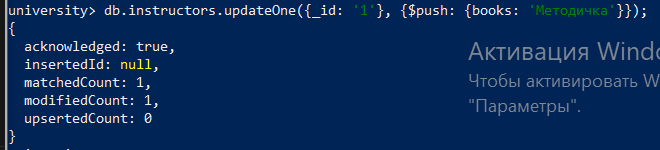 university> db.instructors.updateOne({_id: '1'}, {$push: {books: 'Методичка'}});
{
  acknowledged: true,
  insertedId: null,
  matchedCount: 1,
  modifiedCount: 1,
  upsertedCount: 0
}
Активация Windo
Чтобы активировать W
"Параметры".